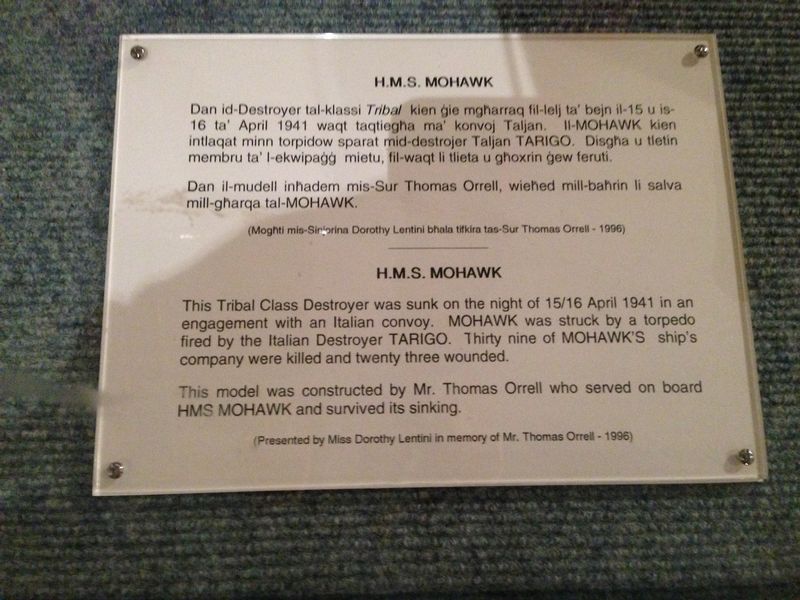 H.M.S. MOHAWK
Dan id-Destroyer tal-klassi Tribal kien ġie mgħarraq fil-lelj ta' bejn il-15 u is-
16 ta' April 1941 waqt taqtiegħa ma' konvoj Taljan. Il-MOHAWK kien
intlaqat minn torpidow sparat mid-destrojer Taljan TARIGO. Disgħa u tletin
membru ta' l-ekwipaġġ mietu, fil-waqt li tlieta u għoxrin ġew feruti.
Dan il-mudell inħadem mis-Sur Thomas Orrell, wieħed mill-baħrin li salva
mill-għarqa tal-MOHAWK.
(Mogħti mis-Sinjorina Dorothy Lentini bħala tifkira tas-Sur Thomas Orrell - 1996)
H.M.S. MOHAWK
This Tribal Class Destroyer was sunk on the night of 15/16 April 1941 in an
engagement with an Italian convoy. MOHAWK was struck by a torpedo
fired by the Italian Destroyer TARIGO. Thirty nine of MOHAWK'S ship's
company were killed and twenty three wounded.
This model was constructed by Mr. Thomas Orrell who served on board
HMS MOHAWK and survived its sinking.
(Presented by Miss Dorothy Lentini in memory of Mr. Thomas Orrell - 1996)